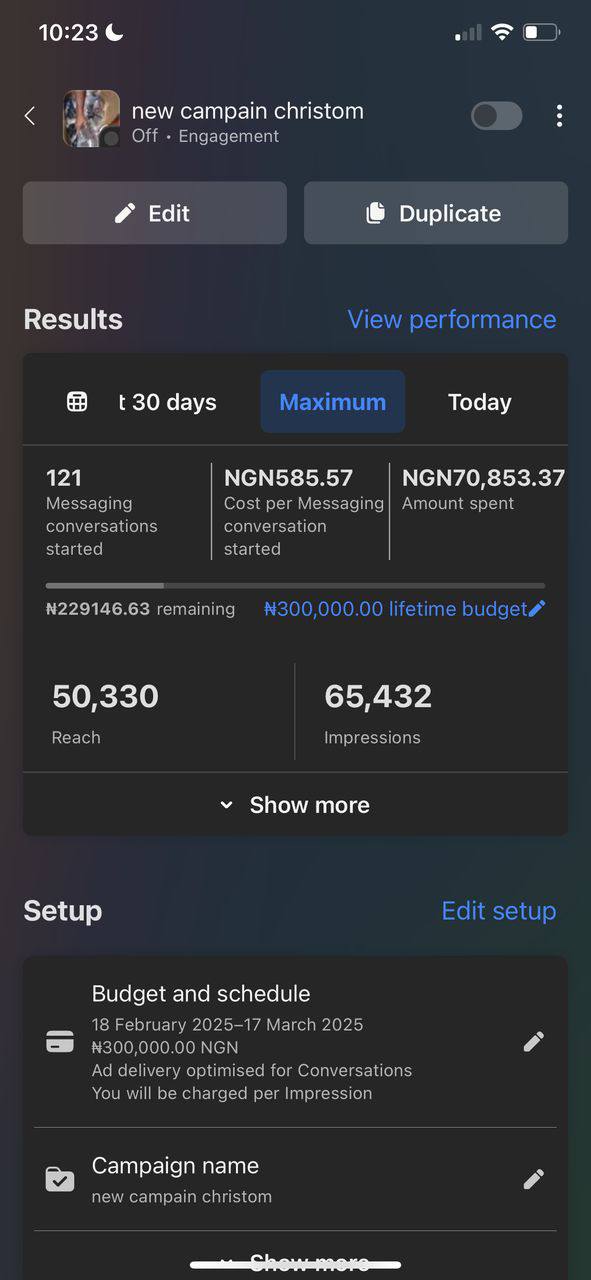 10:23
new campain christom
Off • Engagement
Edit
Duplicate
Results
View performance
t 30 days
Maximum
Today
121
Messaging
conversations
started
NGN585.57
Cost per Messaging
conversation
started
NGN70,853.37
Amount spent
₦229146.63 remaining
₦300,000.00 lifetime budget
50,330
Reach
65,432
Impressions
Show more
Setup
Edit setup
Budget and schedule
18 February 2025–17 March 2025
₦300,000.00 NGN
Ad delivery optimised for Conversations
You will be charged per Impression
Campaign name
new campain christom
Show more